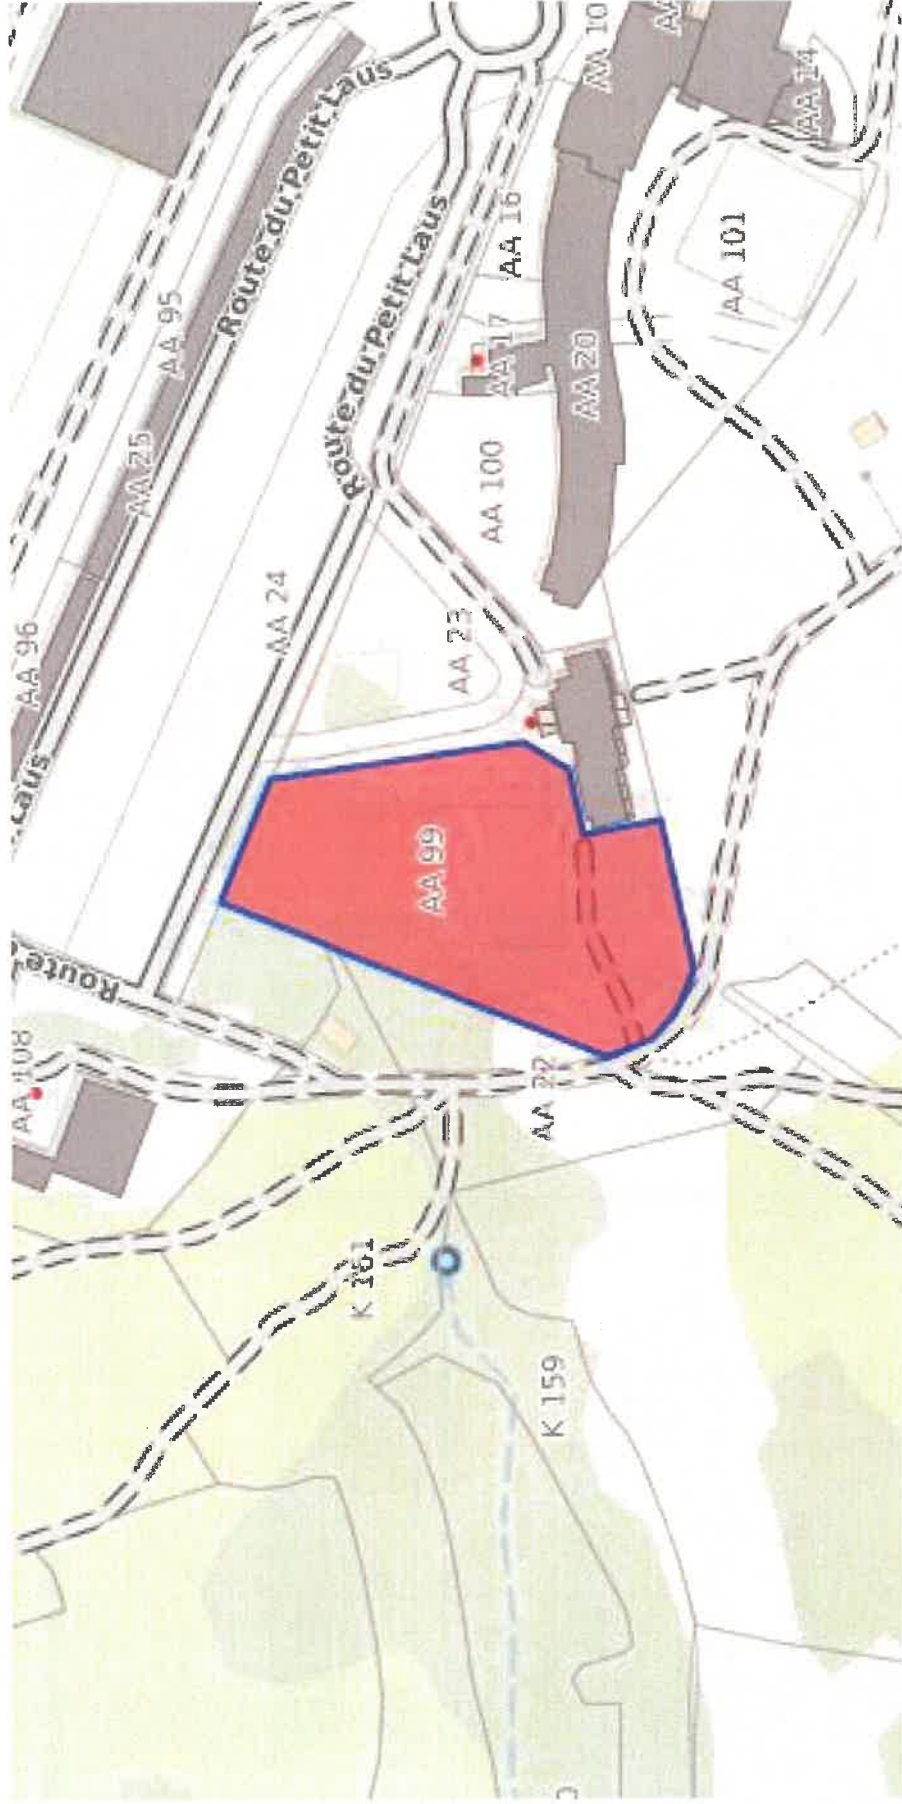 Route du Petit Laus
Route du Petit Laus
Laus
Route
AA 95
AA 25
AA 96
AA 24
AA 16
AA 17
AA 20
AA 14
AA 101
AA 100
AA 23
AA 99
AA 22
AA 108
AA 10
AA
K 161
K 159